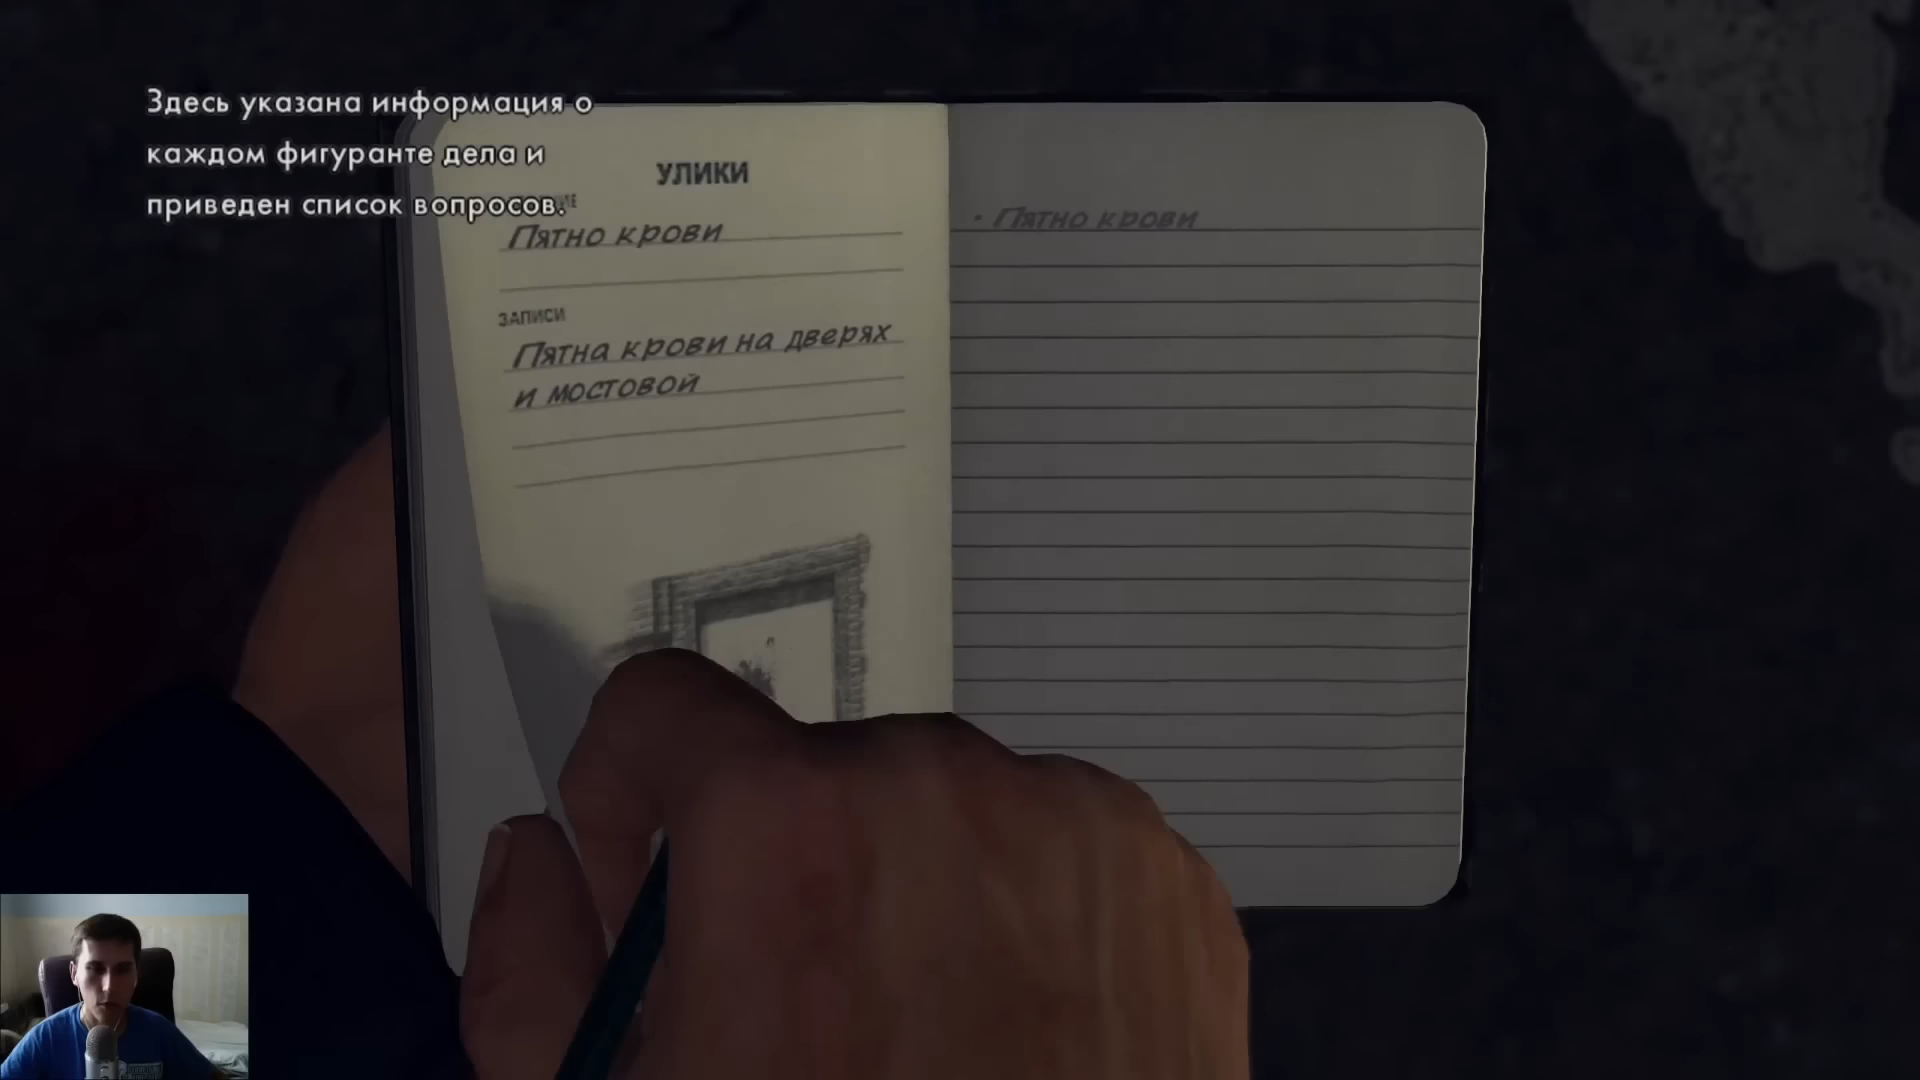 Здесь указана информация о
каждом фигуранте дела и
приведен список вопросов.
УЛИКИ
Пятно крови
ЗАПИСИ
Пятна крови на дверях
и мостовой
• Пятно крови